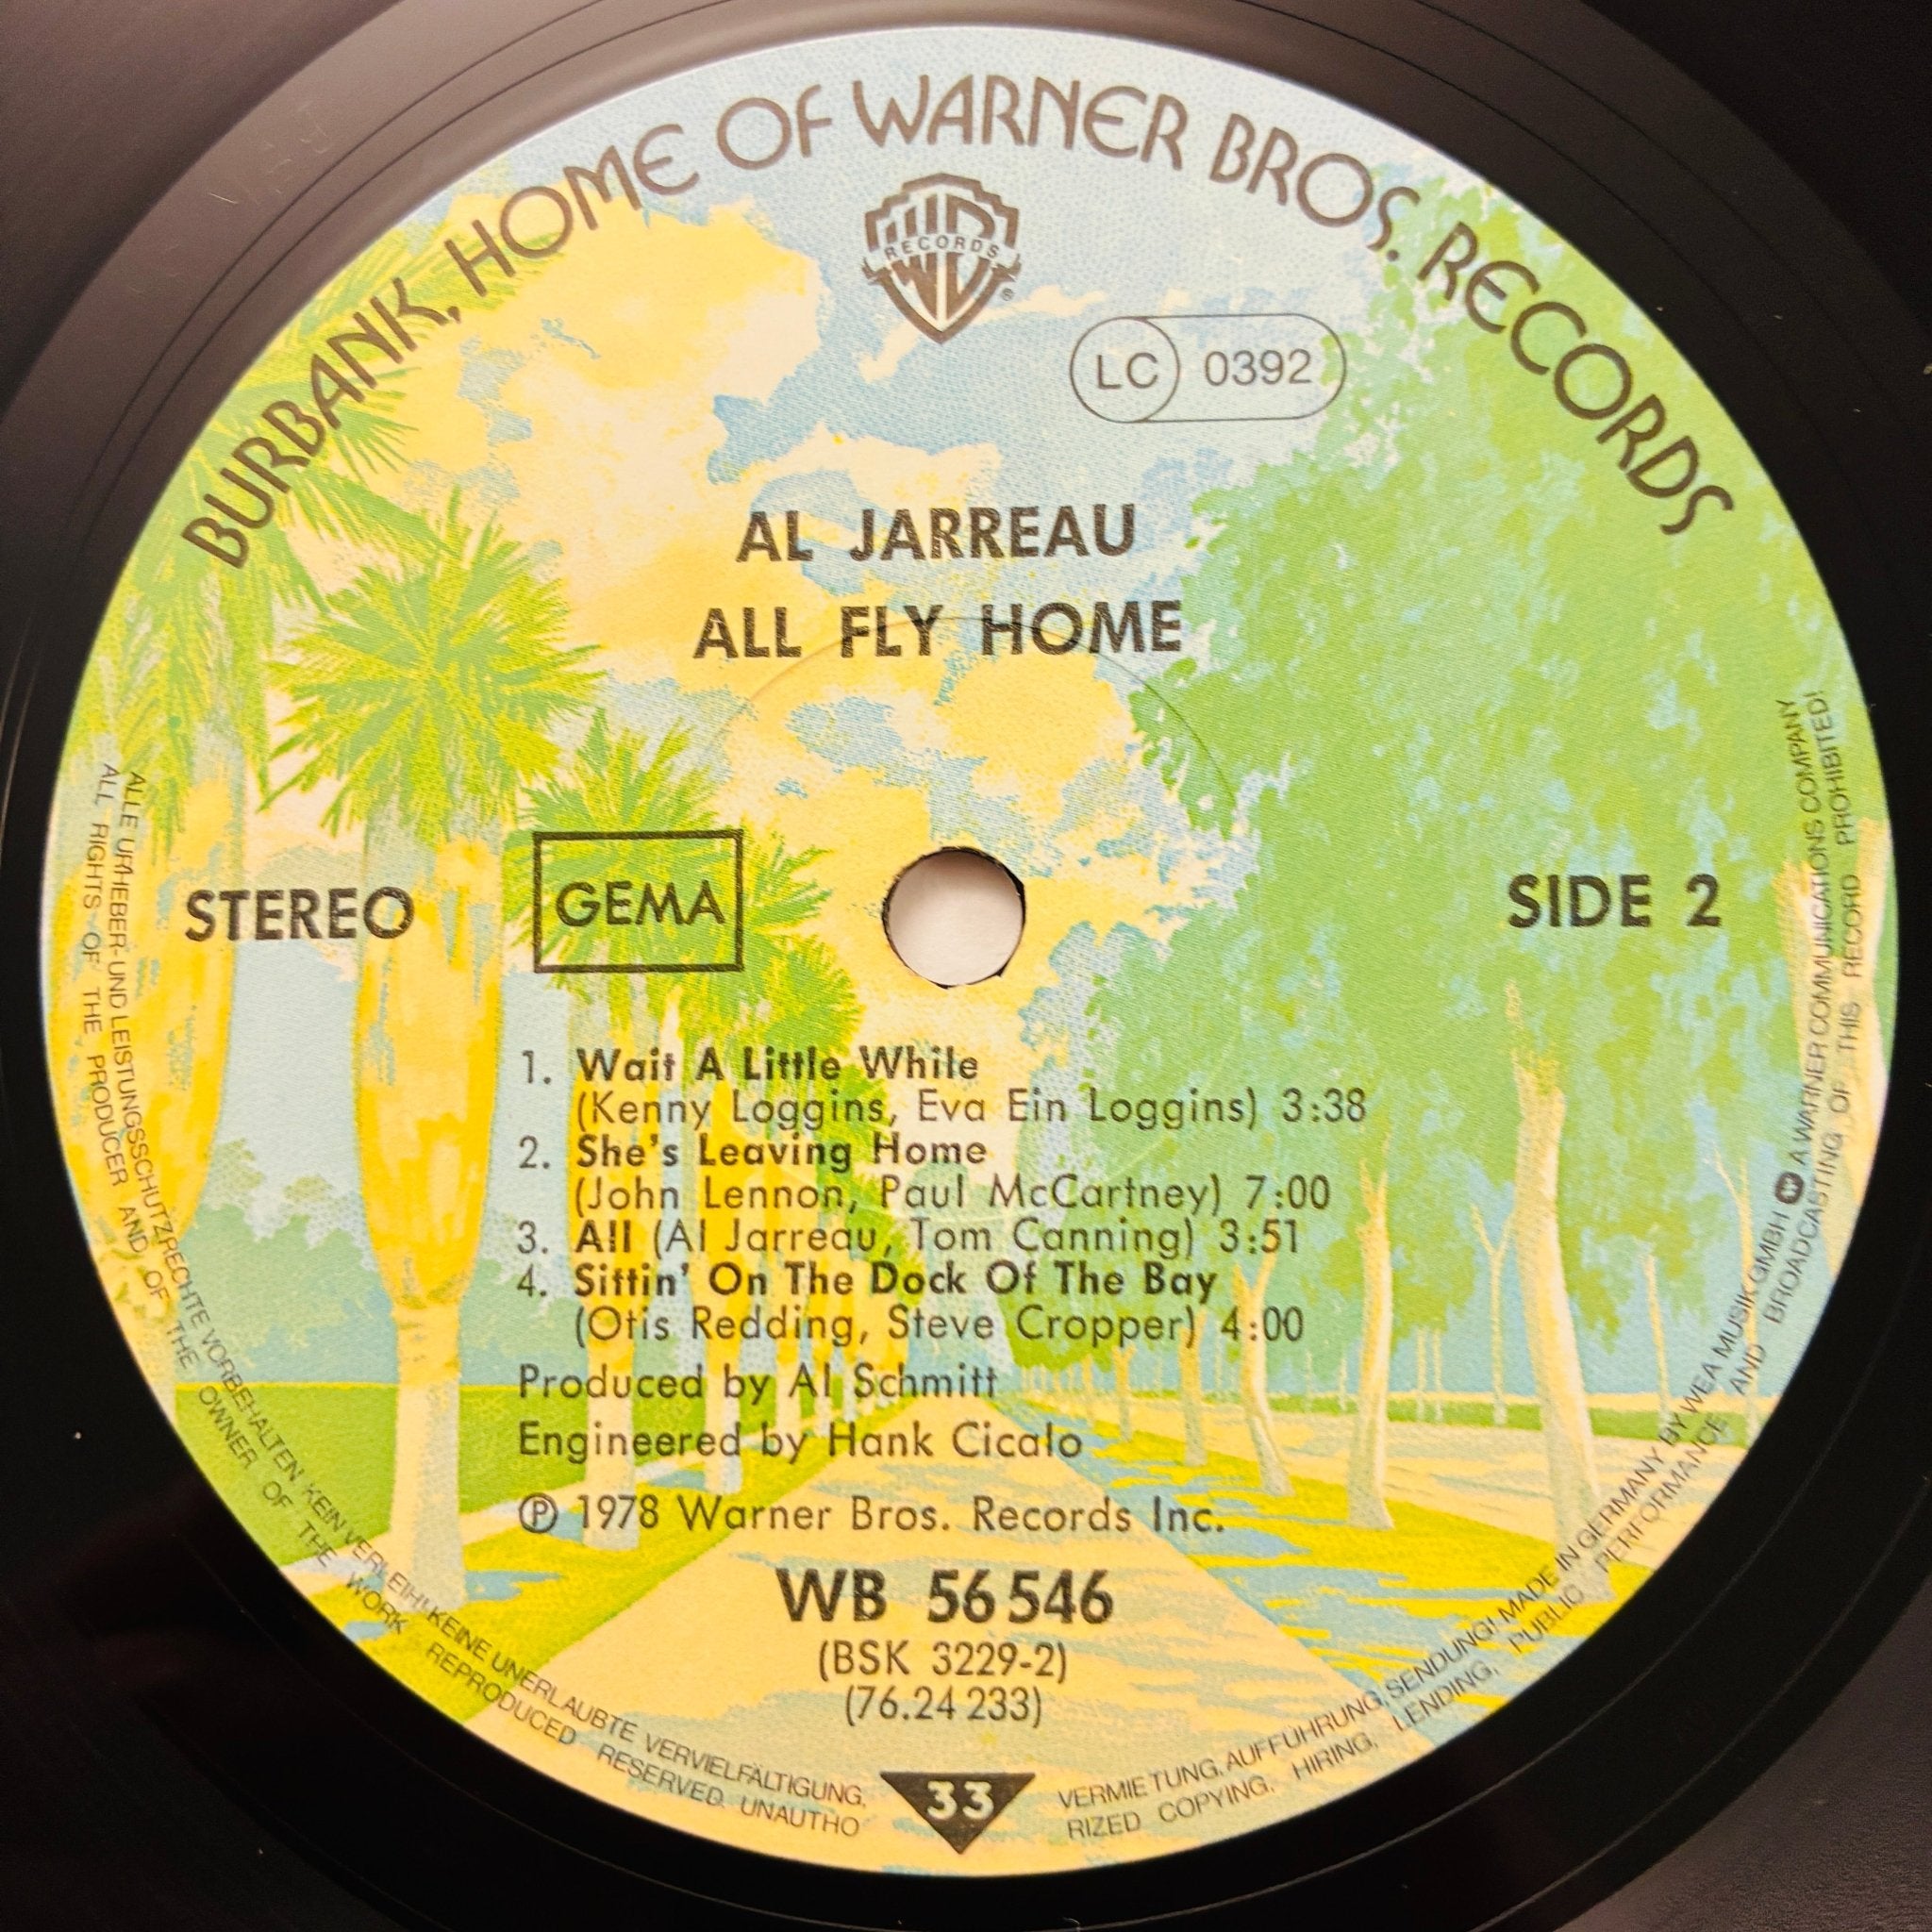 BURBANK, HOME OF WARNER BROS. RECORDS
RECORDS
®
LC 0392
AL JARREAU
ALL FLY HOME
STEREO
GEMA
SIDE 2
1. Wait A Little While
(Kenny Loggins, Eva Ein Loggins) 3:38
2. She's Leaving Home
(John Lennon, Paul McCartney) 7:00
3. All (Al Jarreau, Tom Canning) 3:51
4. Sittin' On The Dock Of The Bay
(Otis Redding, Steve Cropper) 4:00
Produced by Al Schmitt
Engineered by Hank Cicalo
Ⓟ 1978 Warner Bros. Records Inc.
WB 56 546
(BSK 3229-2)
(76.24 233)
33
ALLE URHEBER- UND LEISTUNGSSCHUTZRECHTE VORBEHALTEN KEIN VERLEIH! KEINE UNERLAUBTE VERVIELFÄLTIGUNG, VERMIETUNG, AUFFÜHRUNG, SENDUNG! MADE IN GERMANY BY WEA MUSIK GMBH A WARNER COMMUNICATIONS COMPANY
ALL RIGHTS OF THE PRODUCER AND OF THE OWNER OF THE WORK REPRODUCED RESERVED. UNAUTHORIZED COPYING, HIRING, LENDING, PUBLIC PERFORMANCE AND BROADCASTING OF THIS RECORD PROHIBITED!